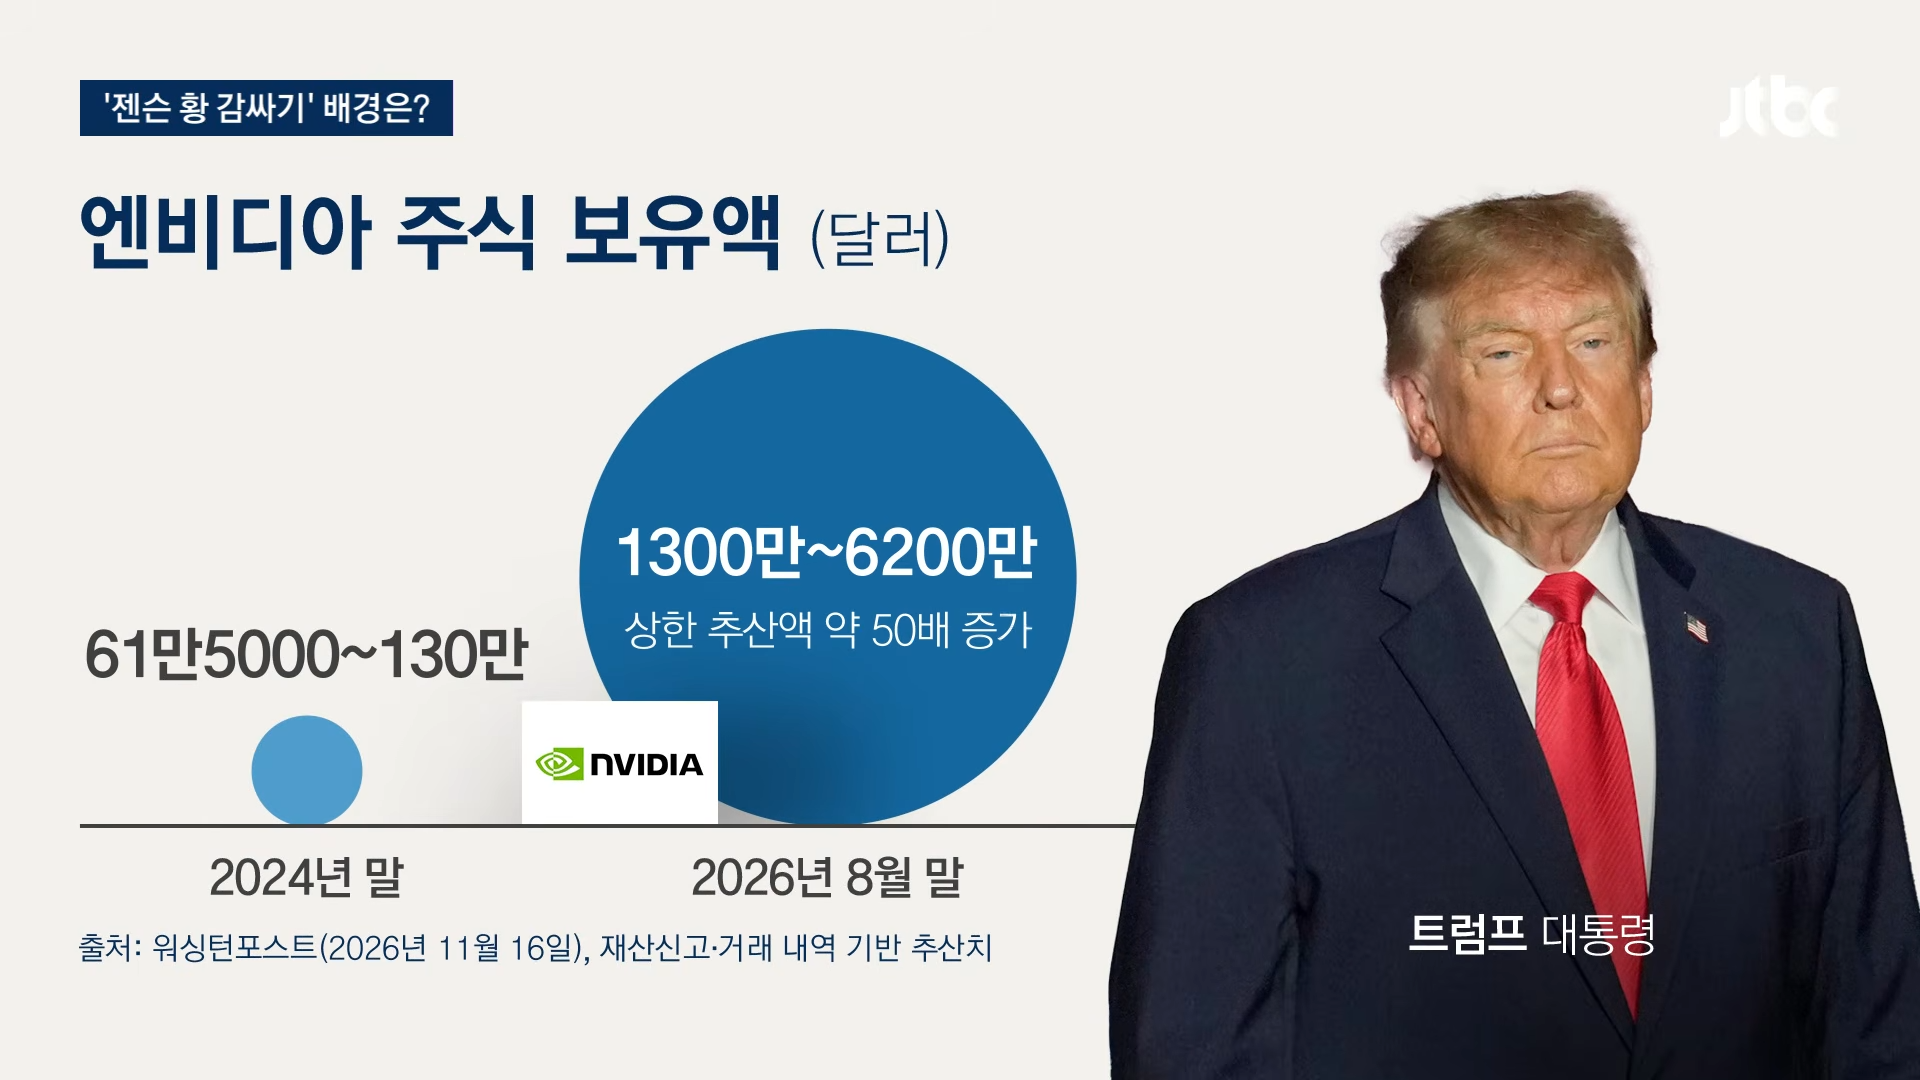 '젠슨 황 감싸기' 배경은?
jtbc
엔비디아 주식 보유액 (달러)
1300만~6200만
상한 추산액 약 50배 증가
61만5000~130만
NVIDIA
2024년 말
2026년 8월 말
출처: 워싱턴포스트(2026년 11월 16일), 재산신고·거래 내역 기반 추산치
트럼프 대통령